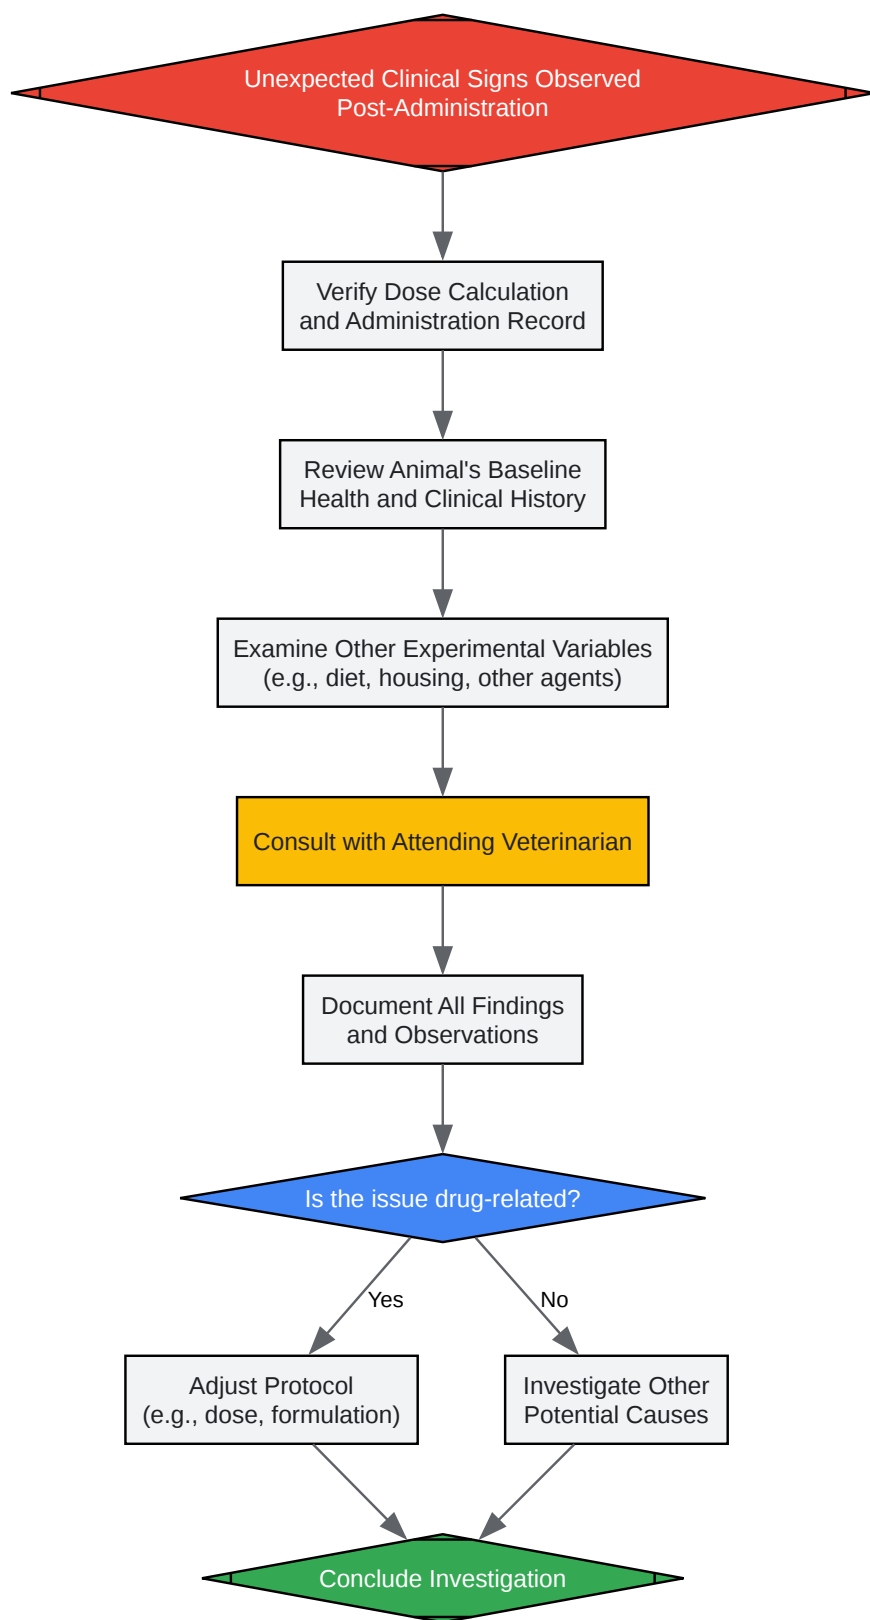 Unexpected Clinical Signs Observed
Post-Administration
Verify Dose Calculation
and Administration Record
Review Animal's Baseline
Health and Clinical History
Examine Other Experimental Variables
(e.g., diet, housing, other agents)
Consult with Attending Veterinarian
Document All Findings
and Observations
Is the issue drug-related?
Yes
No
Adjust Protocol
(e.g., dose, formulation)
Investigate Other
Potential Causes
Conclude Investigation